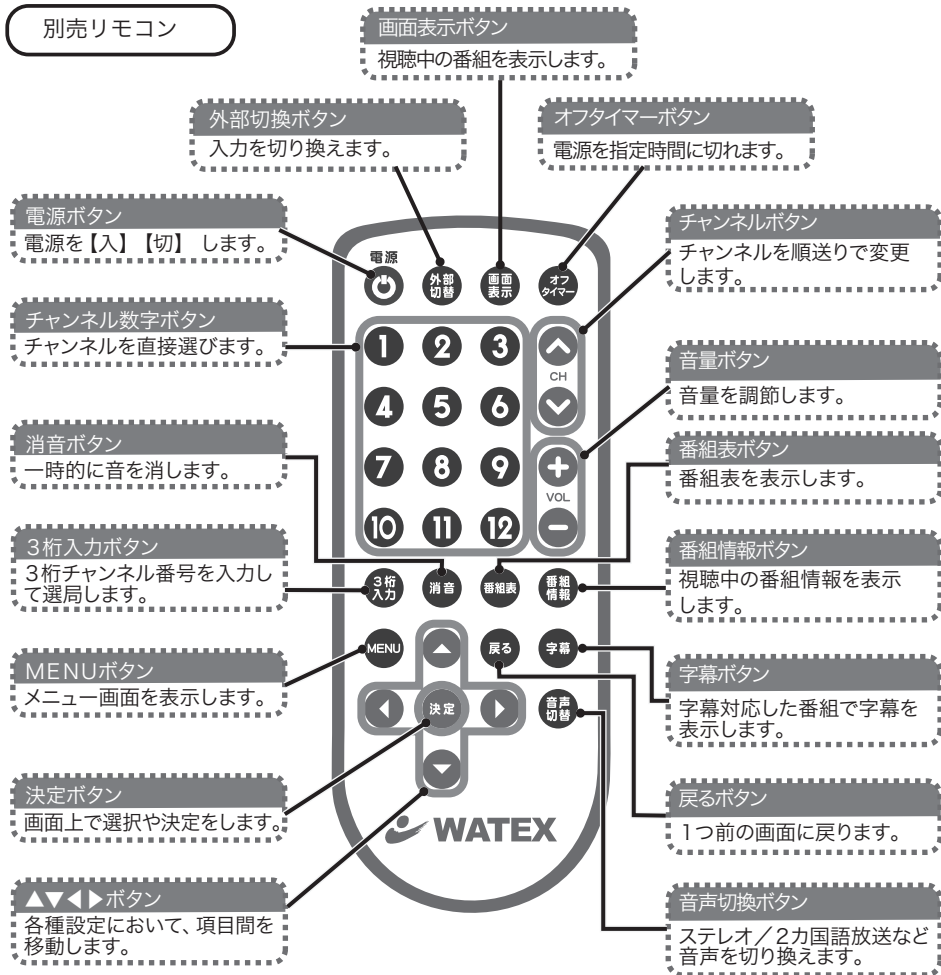 別売リモコン
画面表示ボタン
視聴中の番組を表示します。
外部切換ボタン
入力を切り換えます。
オフタイマーボタン
電源を指定時間に切れます。
電源ボタン
電源を【入】【切】 します。
チャンネルボタン
チャンネルを順送りで変更
します。
チャンネル数字ボタン
チャンネルを直接選びます。
音量ボタン
音量を調節します。
消音ボタン
一時的に音を消します。
番組表ボタン
番組表を表示します。
3桁入力ボタン
3桁チャンネル番号を入力し
て選局します。
番組情報ボタン
視聴中の番組情報を表示
します。
MENUボタン
メニュー画面を表示します。
字幕ボタン
字幕対応した番組で字幕を
表示します。
決定ボタン
画面上で選択や決定をします。
戻るボタン
1つ前の画面に戻ります。
▲▼◀▶ボタン
各種設定において、項目間を
移動します。
音声切換ボタン
ステレオ/2カ国語放送など
音声を切り換えます。
電源
外部
切替
画面
表示
オフ
タイマー
1 2 3
CH
4 5 6
7 8 9
+
VOL
-
10 11 12
3桁
入力
消音
番組表
番組
情報
MENU
戻る
字幕
決定
音声
切替
WATEX